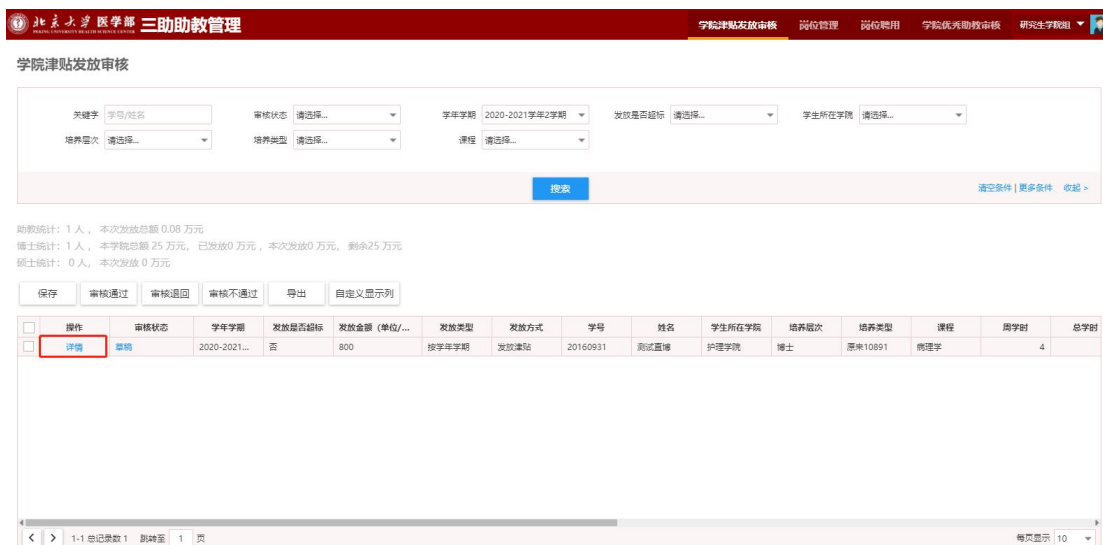 北京大学医学部 三助助教管理 学院津贴发放审核 岗位管理 岗位聘用 学院优秀助教审核 研究生学院组
PEKING UNIVERSITY HEALTH SCIENCE CENTER
学院津贴发放审核
关键字 学号/姓名 审核状态 请选择... 学年学期 2020-2021学年2学期 发放是否超标 请选择... 学生所在学院 请选择...
培养层次 请选择... 培养类型 请选择... 课程 请选择...
搜索 清空条件 | 更多条件 收起 >
助教统计: 1 人 , 本次发放总额 0.08 万元
博士统计: 1 人 , 本学院总额 25 万元, 已发放0 万元 , 本次发放0 万元, 剩余25 万元
硕士统计: 0 人, 本次发放 0 万元
保存 审核通过 审核退回 审核不通过 导出 自定义显示列
操作 审核状态 学年学期 发放是否超标 发放金额 (单位/... 发放类型 发放方式 学号 姓名 学生所在学院 培养层次 培养类型 课程 周学时 总学时
详情 草稿 2020-2021... 否 800 按学年学期 发放津贴 20160931 测试直博 护理学院 博士 原来10891 病理学 4
< > 1-1 总记录数 1 跳转至 1 页 每页显示 10